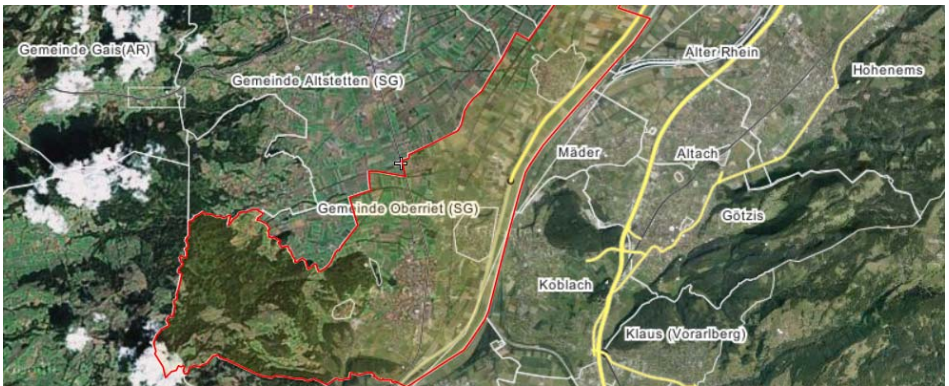 Gemeinde Gais(AR)
Alter Rhein
Hohenems
Gemeinde Altstetten (SG)
Mäder
Altach
Gemeinde Oberriet (SG)
Götzis
Koblach
Klaus (Vorarlberg)